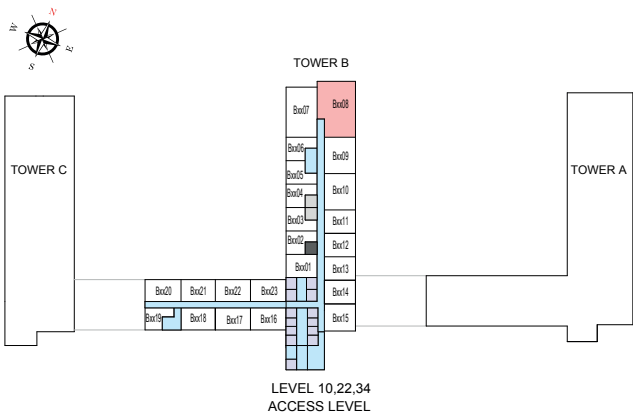 N
W
E
S
TOWER B
TOWER C
TOWER A
Bxx07
Bxx08
Bxx06
Bxx09
Bxx05
Bxx04
Bxx10
Bxx03
Bxx11
Bxx02
Bxx12
Bxx01
Bxx13
Bxx20 Bxx21 Bxx22 Bxx23
Bxx14
Bxx19 Bxx18 Bxx17 Bxx16
Bxx15
LEVEL 10,22,34
ACCESS LEVEL